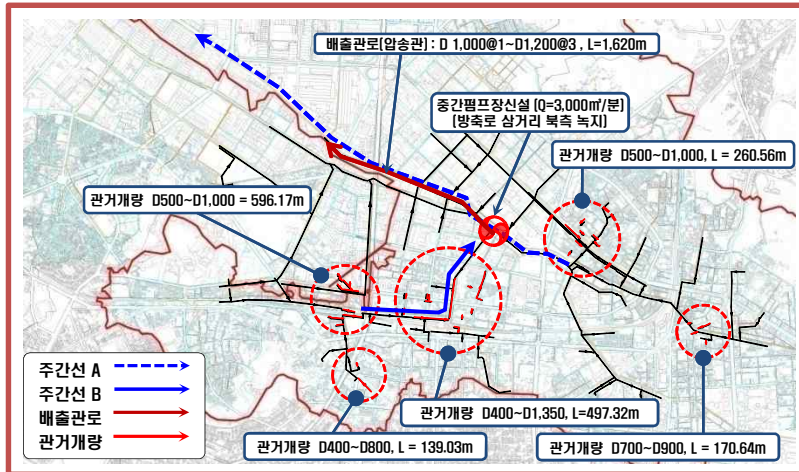 배출관로(압송관) : D 1,000@1~D1,200@3 , L=1,620m
중간펌프장신설 (Q=3,000㎥/분)
(방축로 삼거리 북측 녹지)
관거개량 D500~D1,000, L = 260.56m
관거개량 D500~D1,000 = 596.17m
주간선 A
주간선 B
배출관로
관거개량
관거개량 D400~D1,350, L=497.32m
관거개량 D400~D800, L = 139.03m
관거개량 D700~D900, L = 170.64m